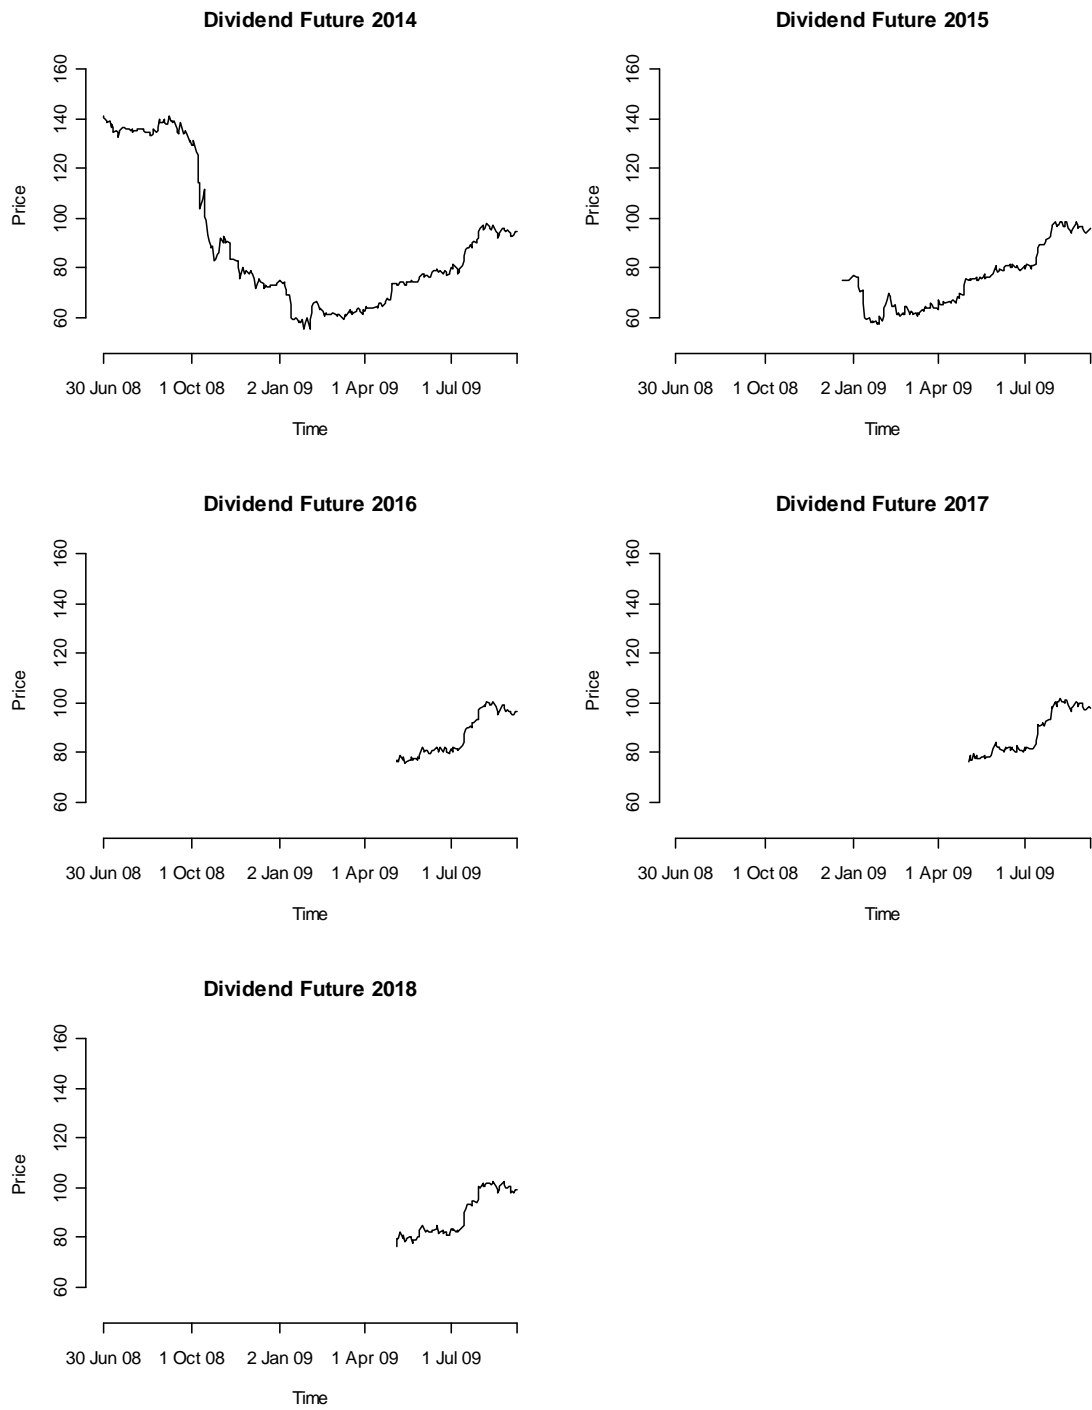 Dividend Future 2014
Price
160
140
120
100
80
60
30 Jun 08 1 Oct 08 2 Jan 09 1 Apr 09 1 Jul 09
Time
Dividend Future 2015
Price
160
140
120
100
80
60
30 Jun 08 1 Oct 08 2 Jan 09 1 Apr 09 1 Jul 09
Time
Dividend Future 2016
Price
160
140
120
100
80
60
30 Jun 08 1 Oct 08 2 Jan 09 1 Apr 09 1 Jul 09
Time
Dividend Future 2017
Price
160
140
120
100
80
60
30 Jun 08 1 Oct 08 2 Jan 09 1 Apr 09 1 Jul 09
Time
Dividend Future 2018
Price
160
140
120
100
80
60
30 Jun 08 1 Oct 08 2 Jan 09 1 Apr 09 1 Jul 09
Time